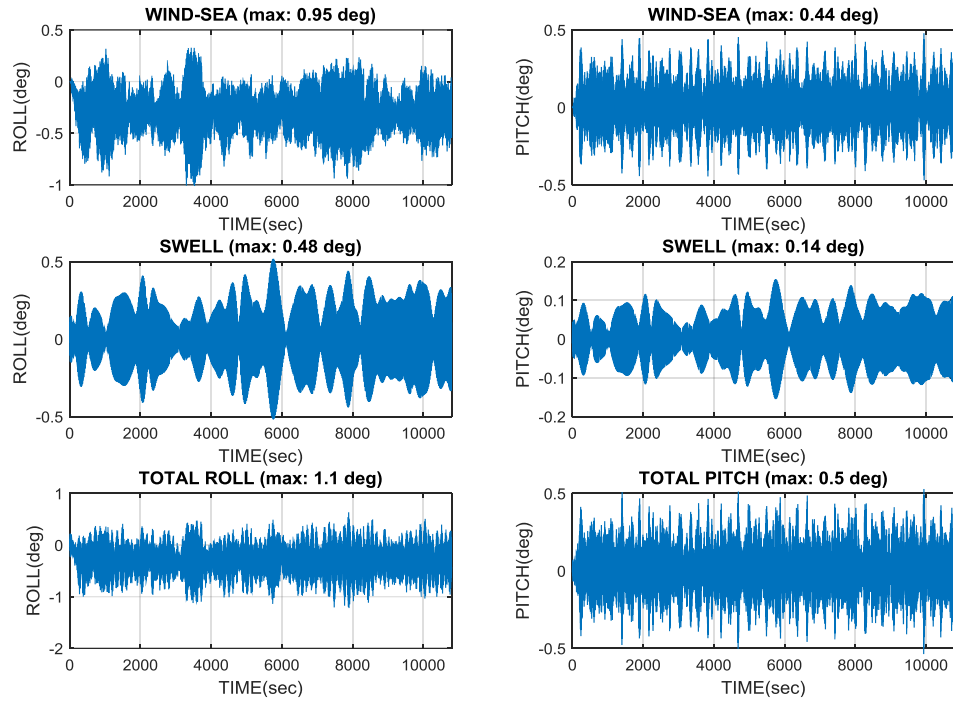 WIND-SEA (max: 0.95 deg)
0.5
0
-0.5
-1
ROLL(deg)
0 2000 4000 6000 8000 10000
TIME(sec)
WIND-SEA (max: 0.44 deg)
0.5
0
-0.5
PITCH(deg)
0 2000 4000 6000 8000 10000
TIME(sec)
SWELL (max: 0.48 deg)
0.5
0
-0.5
ROLL(deg)
0 2000 4000 6000 8000 10000
TIME(sec)
SWELL (max: 0.14 deg)
0.2
0.1
0
-0.1
-0.2
PITCH(deg)
0 2000 4000 6000 8000 10000
TIME(sec)
TOTAL ROLL (max: 1.1 deg)
1
0
-1
-2
ROLL(deg)
0 2000 4000 6000 8000 10000
TIME(sec)
TOTAL PITCH (max: 0.5 deg)
0.5
0
-0.5
PITCH(deg)
0 2000 4000 6000 8000 10000
TIME(sec)